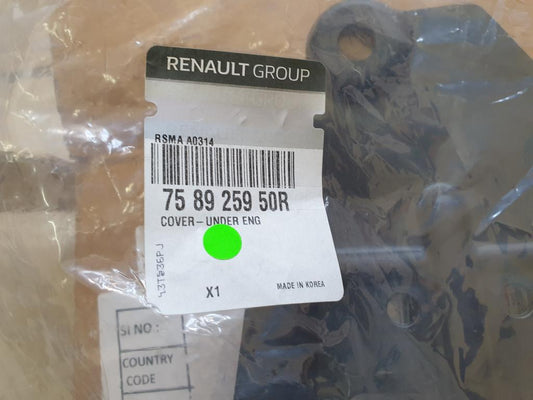 RENAULT GROUP
RSMA A0314
75 89 259 50R
COVER-UNDER ENG
X1
MADE IN KOREA
SI NO :
COUNTRY
CODE